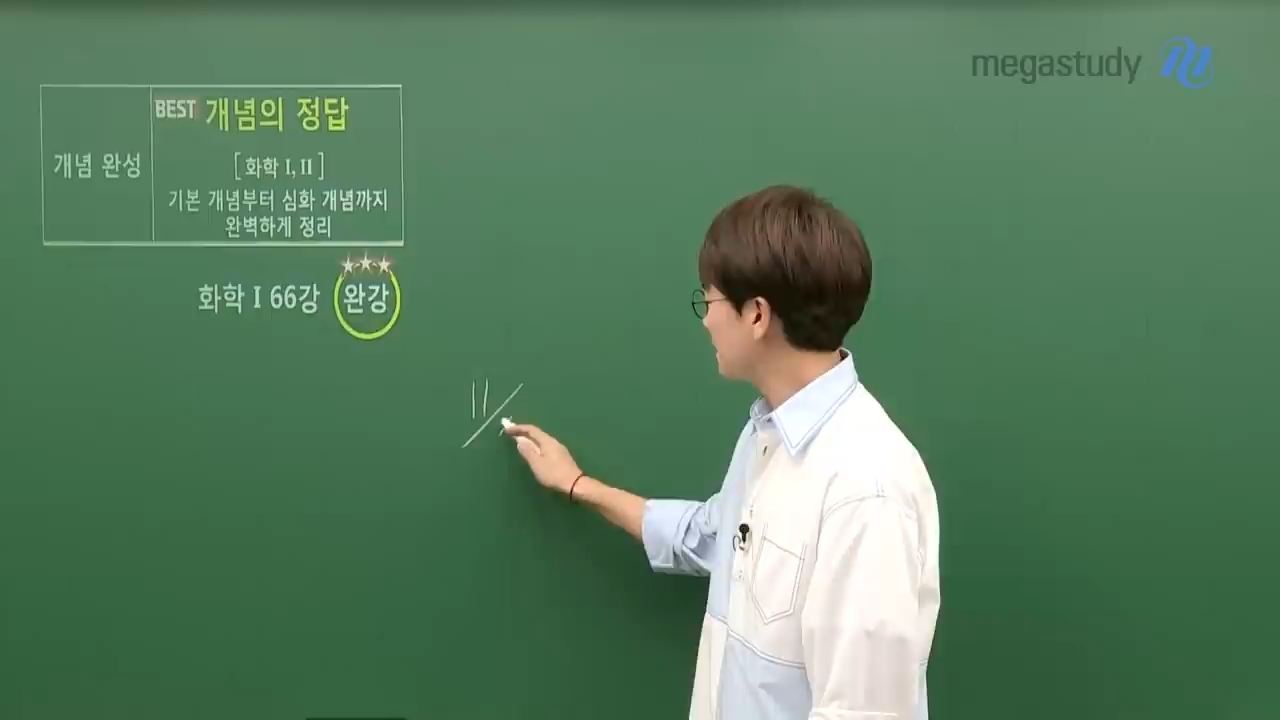 megastudy
BEST 개념의 정답
개념 완성
[화학 I, II]
기본 개념부터 심화 개념까지
완벽하게 정리
화학 I 66강 완강
11/